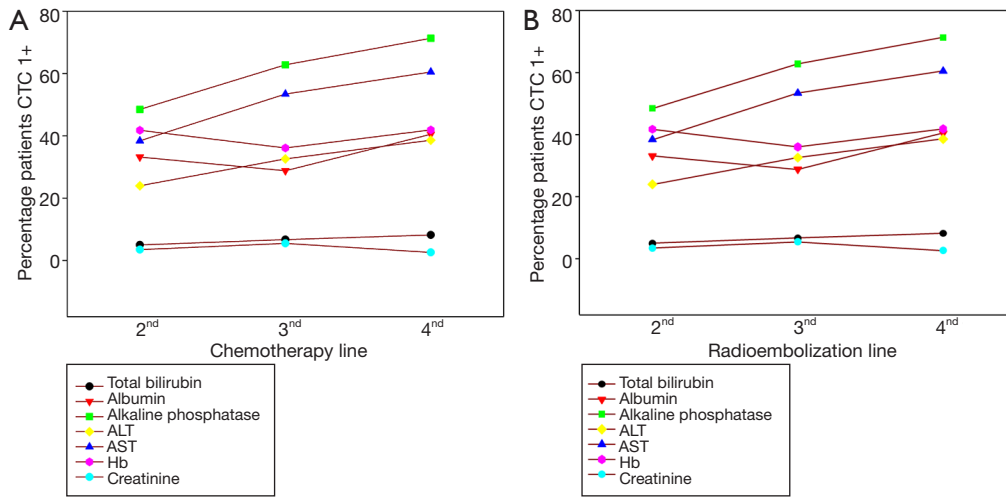 A
Percentage patients CTC 1+
80
60
40
20
0
2nd 3nd 4nd
Chemotherapy line
Total bilirubin
Albumin
Alkaline phosphatase
ALT
AST
Hb
Creatinine
B
Percentage patients CTC 1+
80
60
40
20
0
2nd 3nd 4nd
Radioembolization line
Total bilirubin
Albumin
Alkaline phosphatase
ALT
AST
Hb
Creatinine